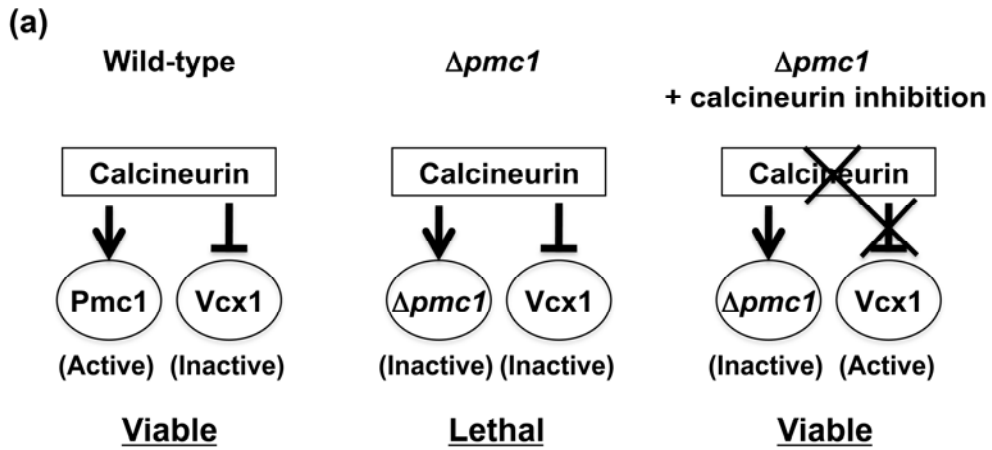 (a)
Wild-type
Δpmc1
Δpmc1
+ calcineurin inhibition
Calcineurin
Calcineurin
Calcineurin
Pmc1
Vcx1
Δpmc1
Vcx1
Δpmc1
Vcx1
(Active) (Inactive)
(Inactive) (Inactive)
(Inactive) (Active)
Viable
Lethal
Viable